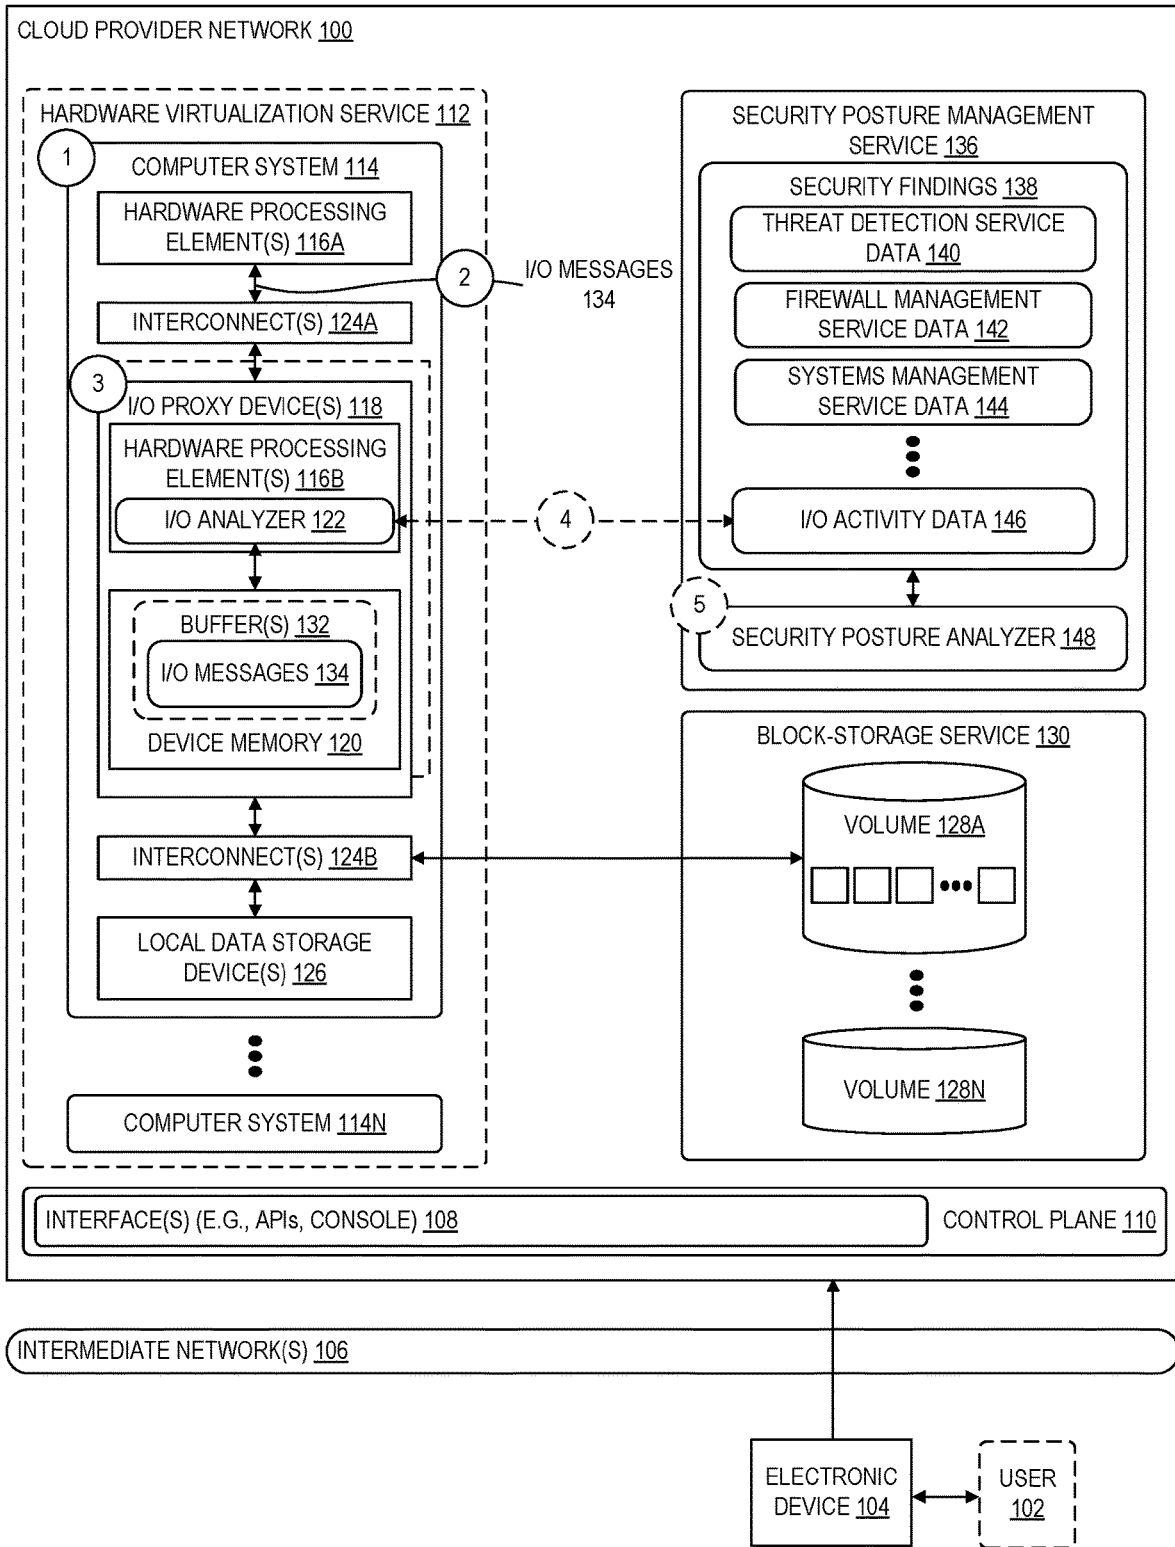 CLOUD PROVIDER NETWORK 100
HARDWARE VIRTUALIZATION SERVICE 112
1
COMPUTER SYSTEM 114
HARDWARE PROCESSING
ELEMENT(S) 116A
2
I/O MESSAGES
134
INTERCONNECT(S) 124A
3
I/O PROXY DEVICE(S) 118
HARDWARE PROCESSING
ELEMENT(S) 116B
I/O ANALYZER 122
4
BUFFER(S) 132
I/O MESSAGES 134
DEVICE MEMORY 120
INTERCONNECT(S) 124B
LOCAL DATA STORAGE
DEVICE(S) 126
COMPUTER SYSTEM 114N
SECURITY POSTURE MANAGEMENT
SERVICE 136
SECURITY FINDINGS 138
THREAT DETECTION SERVICE
DATA 140
FIREWALL MANAGEMENT
SERVICE DATA 142
SYSTEMS MANAGEMENT
SERVICE DATA 144
I/O ACTIVITY DATA 146
5
SECURITY POSTURE ANALYZER 148
BLOCK-STORAGE SERVICE 130
VOLUME 128A
VOLUME 128N
INTERFACE(S) (E.G., APIs, CONSOLE) 108
CONTROL PLANE 110
INTERMEDIATE NETWORK(S) 106
ELECTRONIC
DEVICE 104
USER
102